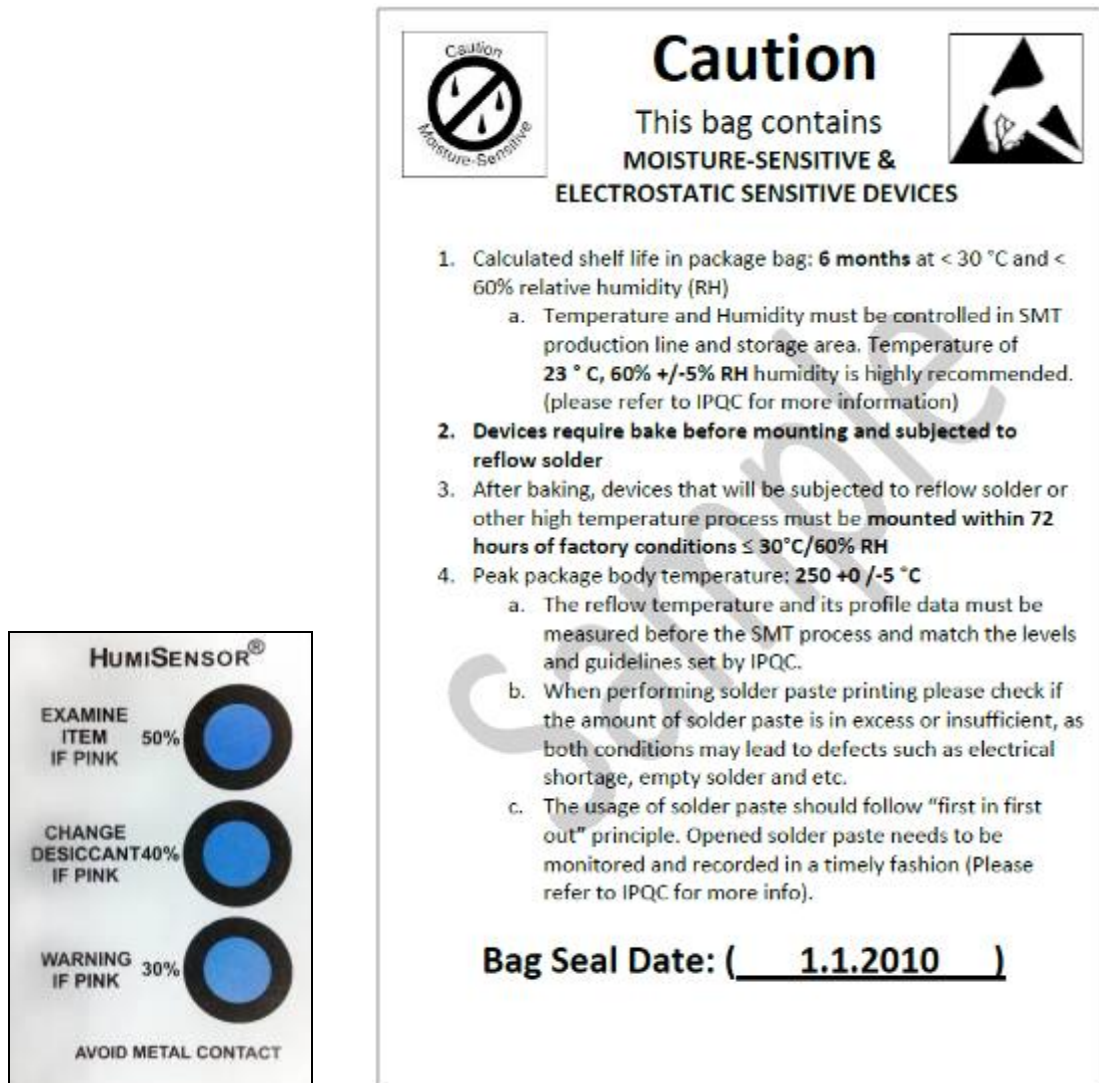 Caution
Moisture-Sensitive
Caution
This bag contains
MOISTURE-SENSITIVE &
ELECTROSTATIC SENSITIVE DEVICES
1. Calculated shelf life in package bag: 6 months at < 30 °C and <
60% relative humidity (RH)
a. Temperature and Humidity must be controlled in SMT
production line and storage area. Temperature of
23 ° C, 60% +/-5% RH humidity is highly recommended.
(please refer to IPQC for more information)
2. Devices require bake before mounting and subjected to
reflow solder
3. After baking, devices that will be subjected to reflow solder or
other high temperature process must be mounted within 72
hours of factory conditions ≤ 30°C/60% RH
4. Peak package body temperature: 250 +0 /-5 °C
a. The reflow temperature and its profile data must be
measured before the SMT process and match the levels
and guidelines set by IPQC.
b. When performing solder paste printing please check if
the amount of solder paste is in excess or insufficient, as
both conditions may lead to defects such as electrical
shortage, empty solder and etc.
c. The usage of solder paste should follow “first in first
out” principle. Opened solder paste needs to be
monitored and recorded in a timely fashion (Please
refer to IPQC for more info).
Bag Seal Date: ( 1.1.2010 )
Sample
HUMISENSOR®
EXAMINE
ITEM 50%
IF PINK
CHANGE
DESICCANT 40%
IF PINK
WARNING 30%
IF PINK
AVOID METAL CONTACT